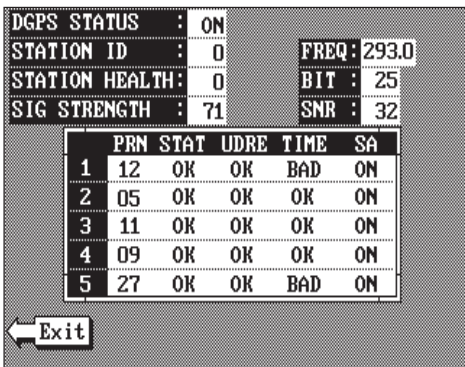 DGPS STATUS : ON
STATION ID : 0 FREQ: 293.0
STATION HEALTH: 0 BIT : 25
SIG STRENGTH : 71 SNR : 32
PRN STAT UDRE TIME SA
1 12 OK OK BAD ON
2 05 OK OK OK ON
3 11 OK OK OK ON
4 09 OK OK OK ON
5 27 OK OK BAD ON
Exit